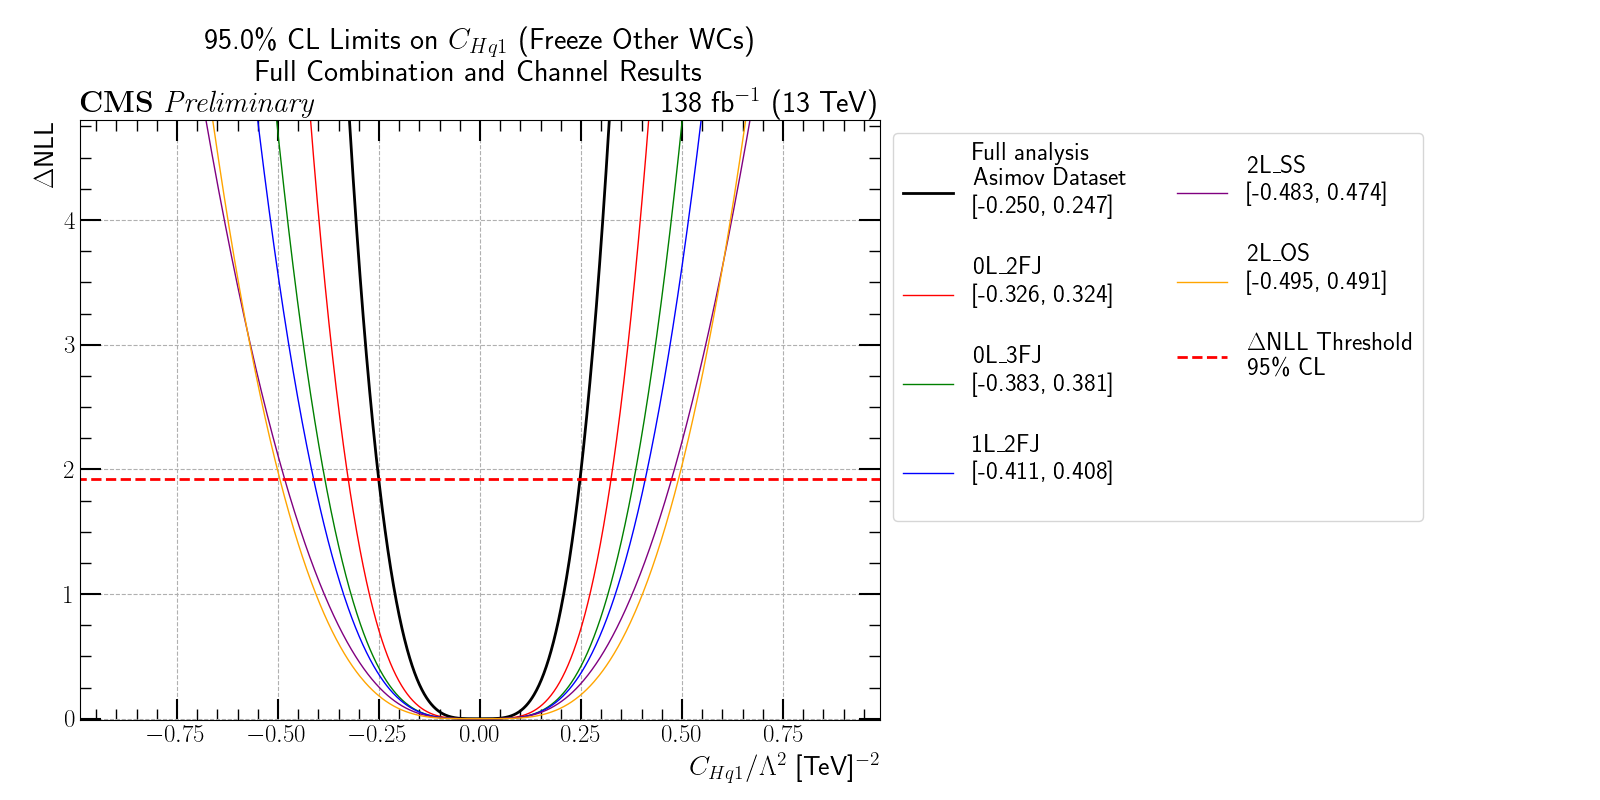 95.0% CL Limits on C_{Hq1} (Freeze Other WCs)
Full Combination and Channel Results
CMS Preliminary
138 fb⁻¹ (13 TeV)
ΔNLL
4
3
2
1
0
−0.75
−0.50
−0.25
0.00
0.25
0.50
0.75
C_{Hq1}/Λ² [TeV]⁻²
Full analysis
Asimov Dataset
[-0.250, 0.247]
0L_2FJ
[-0.326, 0.324]
0L_3FJ
[-0.383, 0.381]
1L_2FJ
[-0.411, 0.408]
2L_SS
[-0.483, 0.474]
2L_OS
[-0.495, 0.491]
ΔNLL Threshold
95% CL